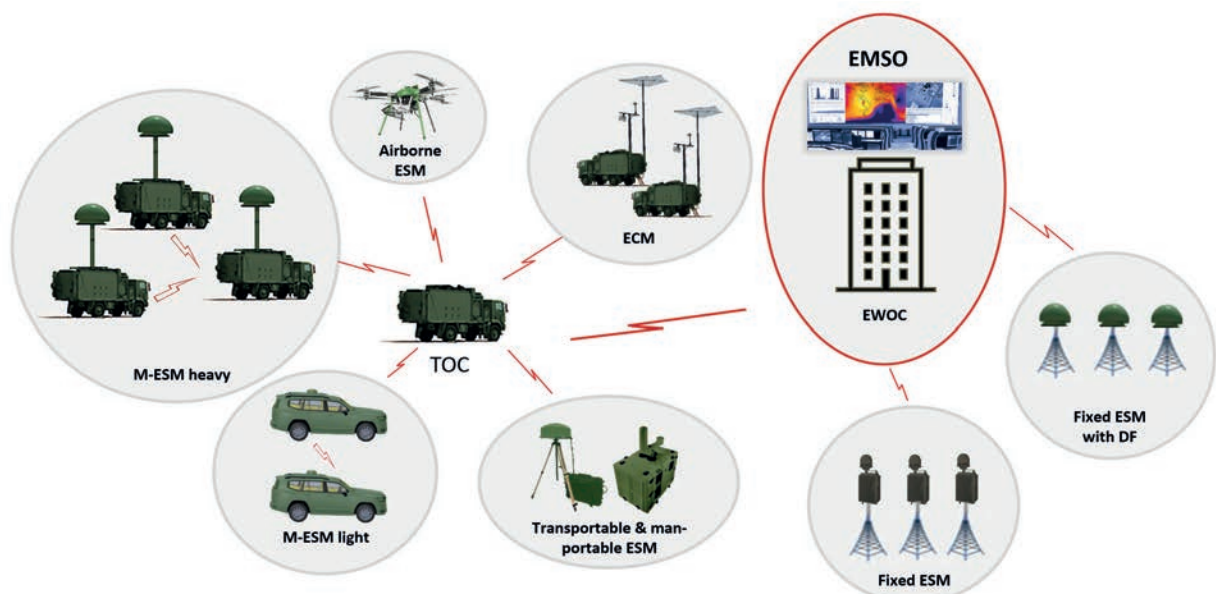 EMSO
EWOC
Airborne
ESM
ECM
M-ESM heavy
TOC
M-ESM light
Transportable & man-
portable ESM
Fixed ESM
with DF
Fixed ESM